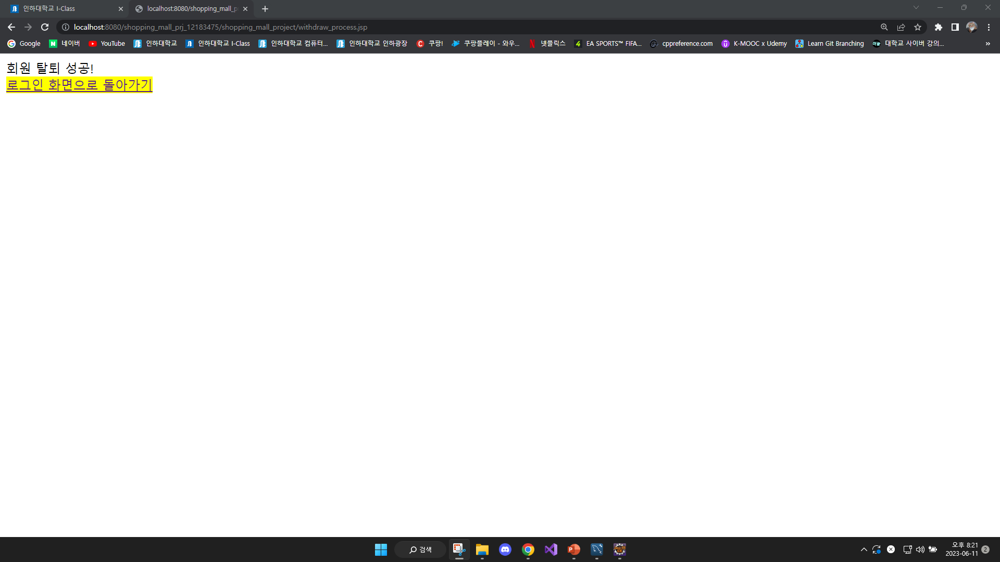 인하대학교 I-Class
localhost:8080/shopping_mall_p
localhost:8080/shopping_mall_prj_12183475/shopping_mall_project/withdraw_process.jsp
Google 네이버 YouTube 인하대학교 인하대학교 I-Class 인하대학교 컴퓨터... 인하대학교 인하광장 쿠팡! 쿠팡플레이 - 와우... 넷플릭스 EA SPORTS™ FIFA... cppreference.com K-MOOC x Udemy Learn Git Branching 대학교 사이버 강의... »
회원 탈퇴 성공!
로그인 화면으로 돌아가기
검색
오후 8:21
2023-06-11
2